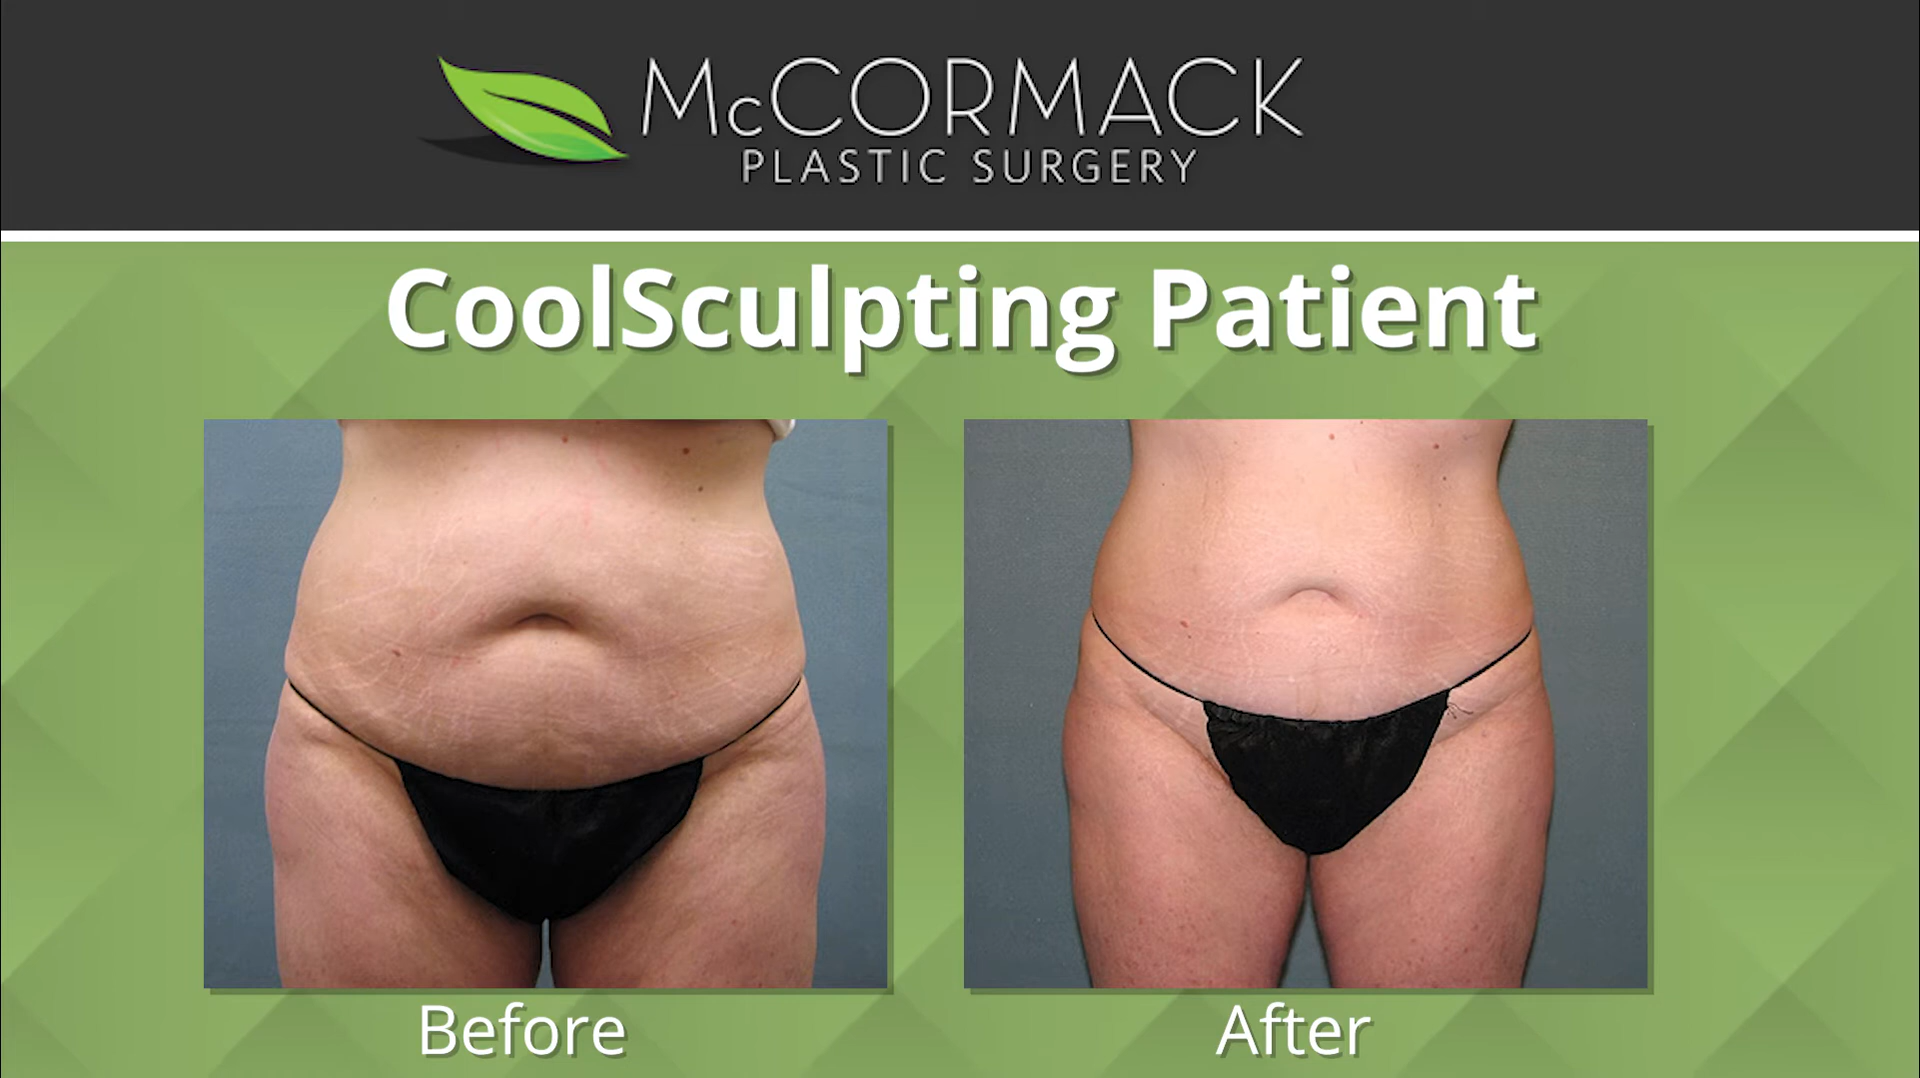 McCORMACK
PLASTIC SURGERY
CoolSculpting Patient
Before
After